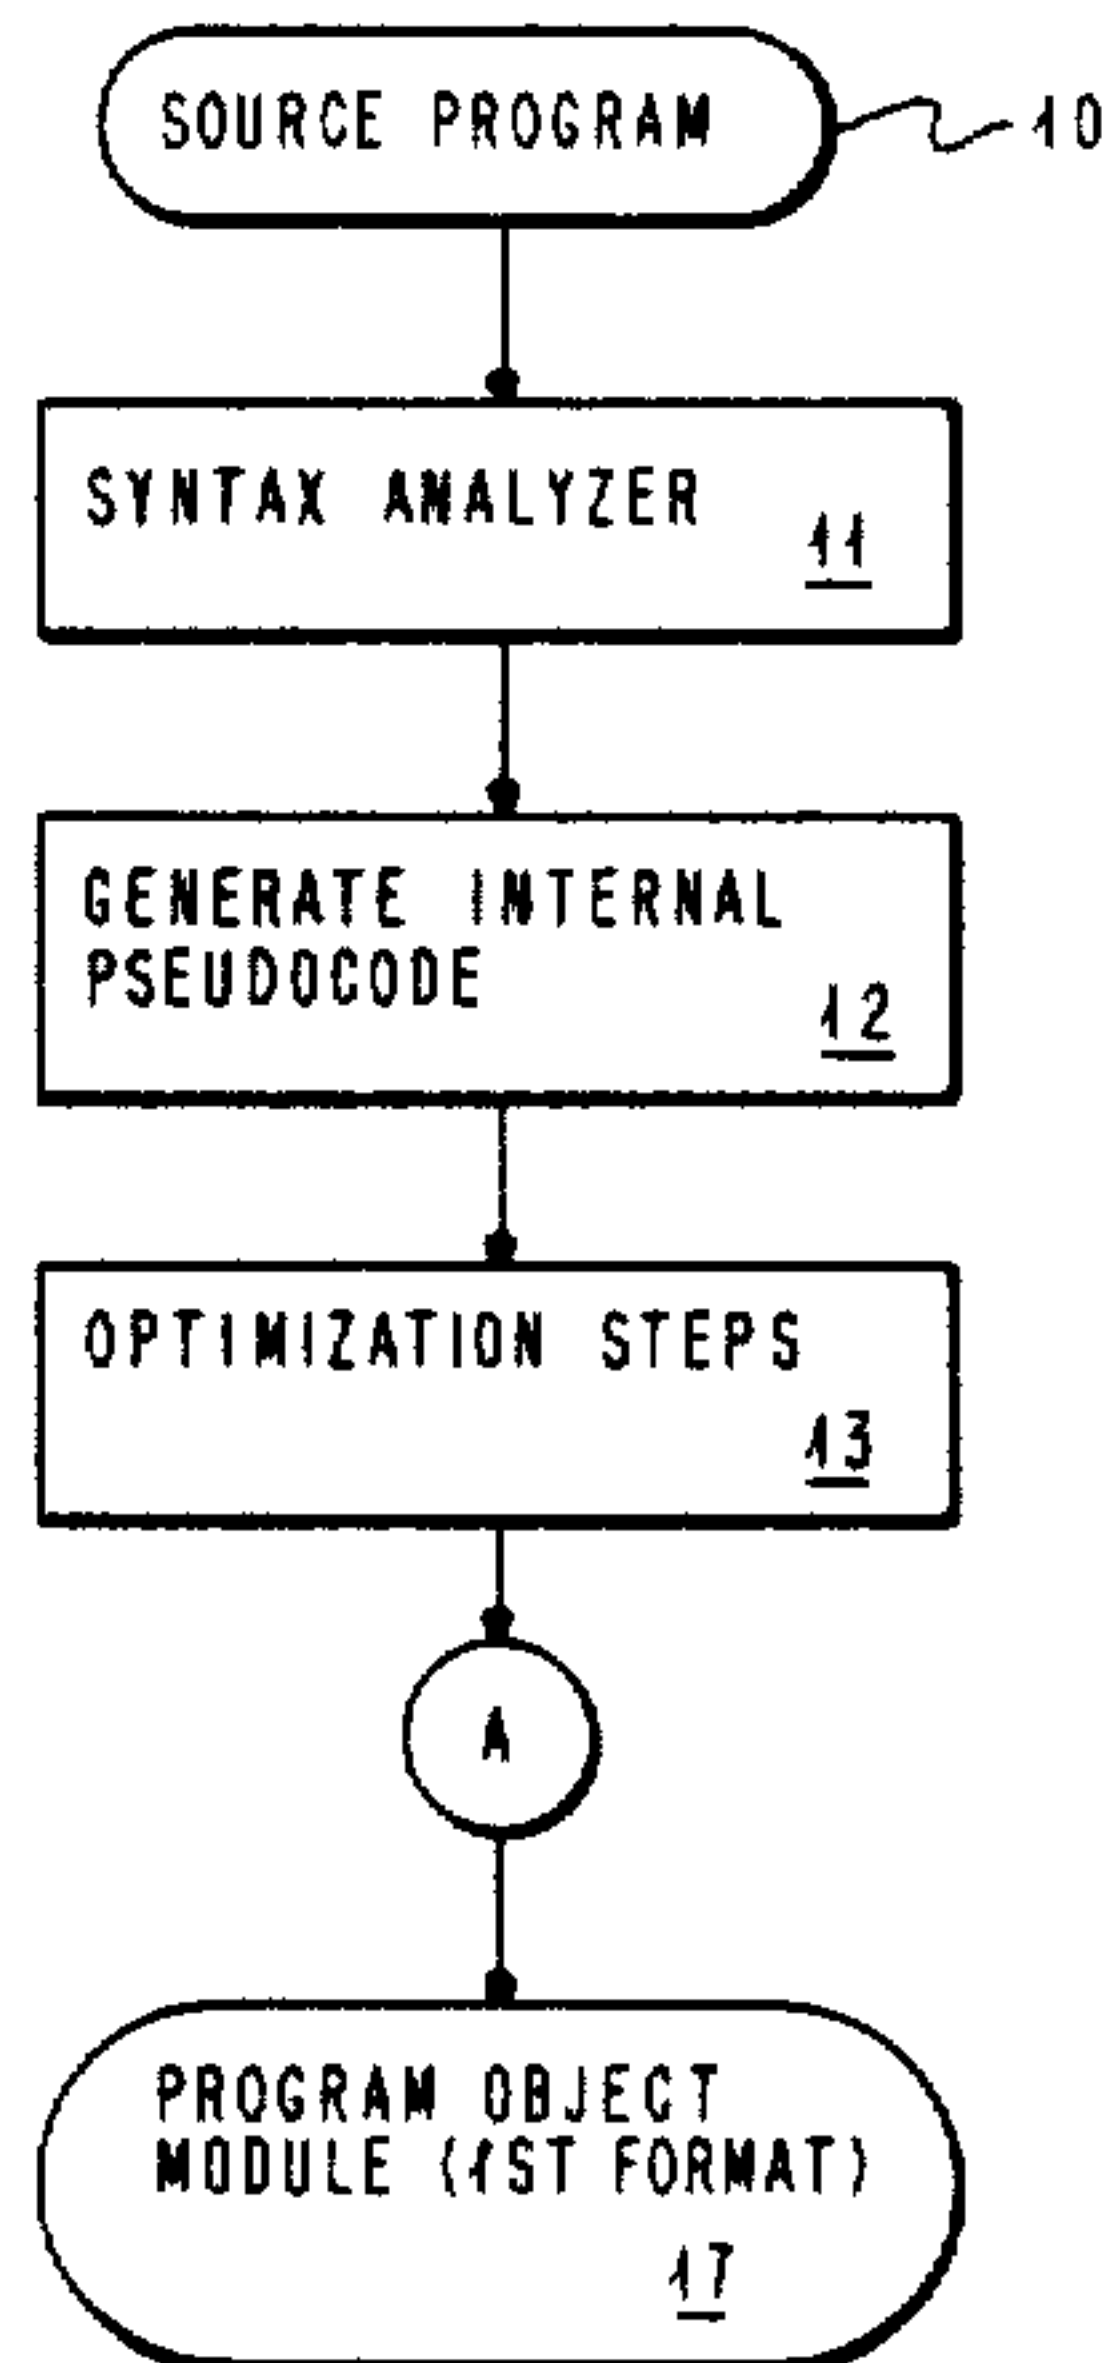 SOURCE PROGRAM
10
SYNTAX ANALYZER
11
GENERATE INTERNAL
PSEUDOCODE
12
OPTIMIZATION STEPS
13
A
PROGRAM OBJECT
MODULE (1ST FORMAT)
17